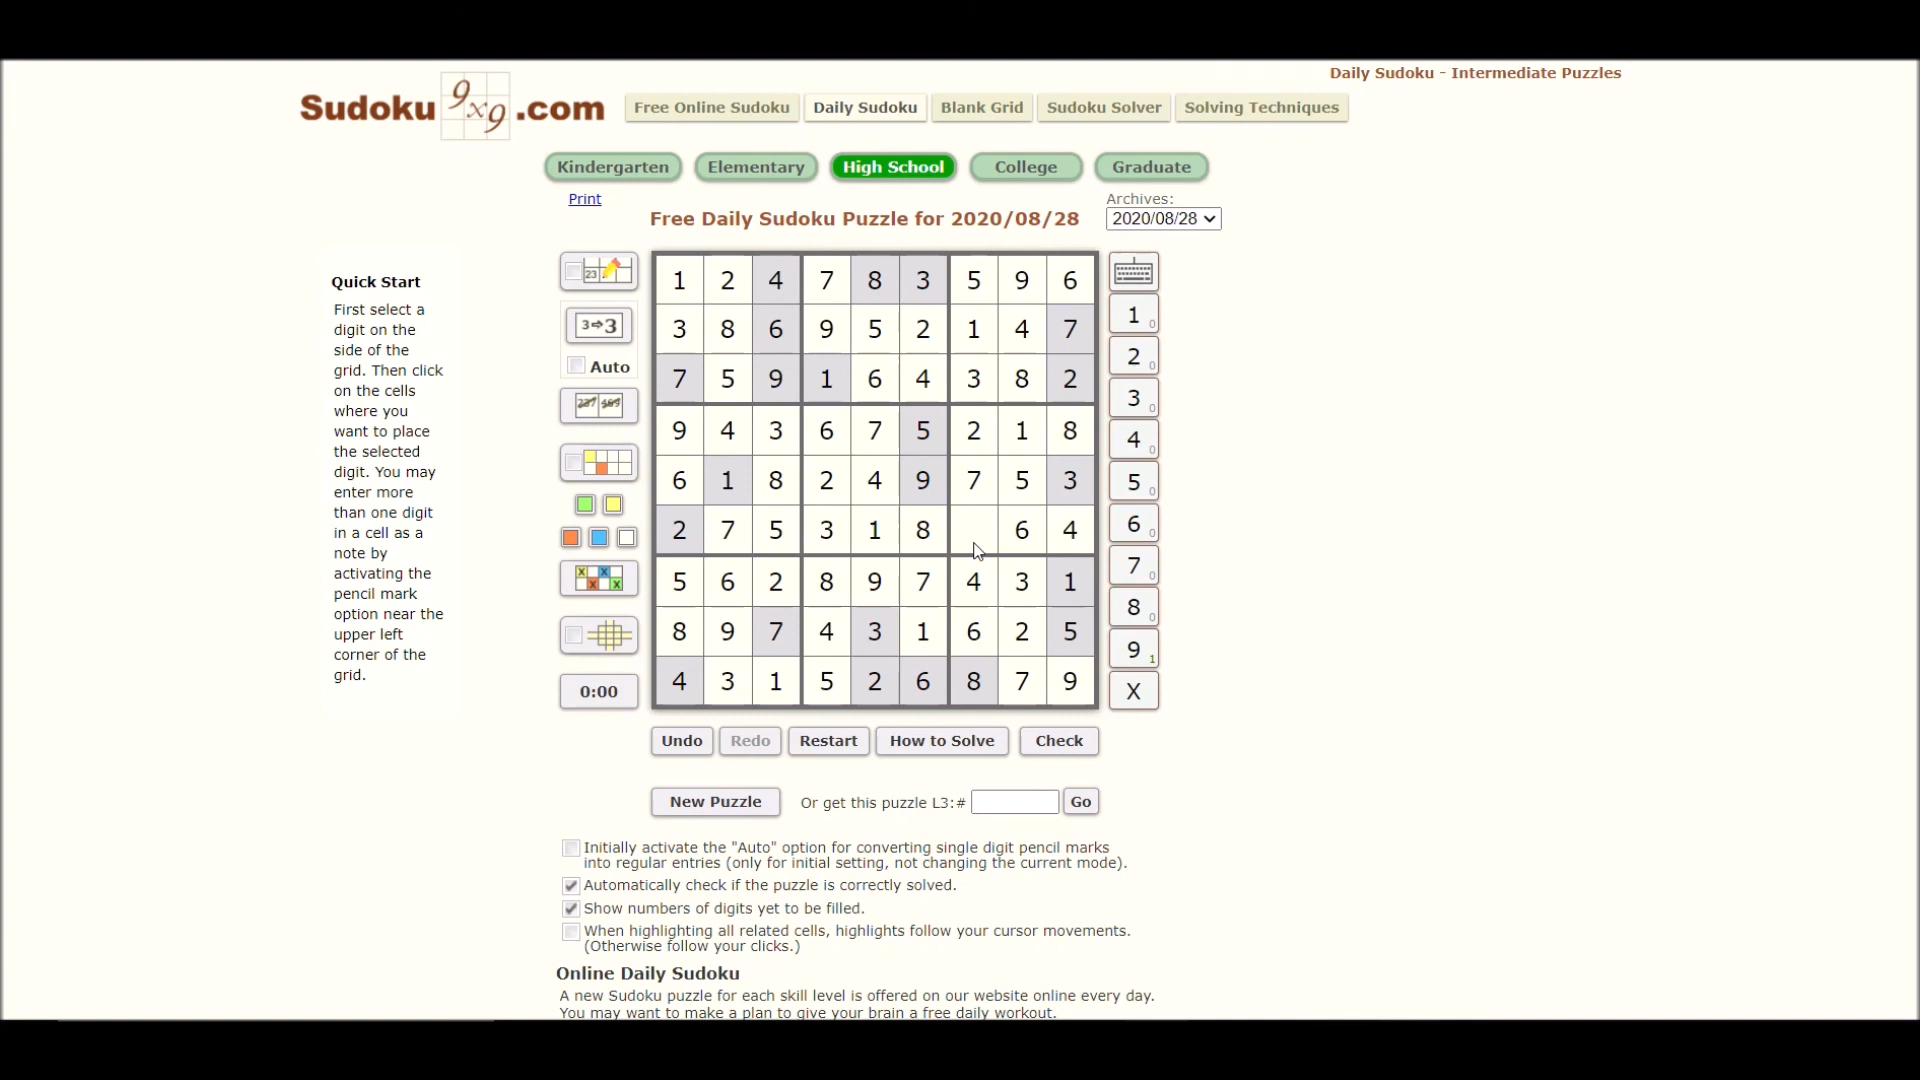 Daily Sudoku - Intermediate Puzzles
Sudoku 9x9 .com
Free Online Sudoku Daily Sudoku Blank Grid Sudoku Solver Solving Techniques
Kindergarten Elementary High School College Graduate
Print
Archives:
Free Daily Sudoku Puzzle for 2020/08/28
2020/08/28
Quick Start
First select a
digit on the
side of the
grid. Then click
on the cells
where you
want to place
the selected
digit. You may
enter more
than one digit
in a cell as a
note by
activating the
pencil mark
option near the
upper left
corner of the
grid.
23
3⇨3
Auto
237 469
X X
X X
0:00
1 2 4 7 8 3 5 9 6
3 8 6 9 5 2 1 4 7
7 5 9 1 6 4 3 8 2
9 4 3 6 7 5 2 1 8
6 1 8 2 4 9 7 5 3
2 7 5 3 1 8 6 4
5 6 2 8 9 7 4 3 1
8 9 7 4 3 1 6 2 5
4 3 1 5 2 6 8 7 9
1 0
2 0
3 0
4 0
5 0
6 0
7 0
8 0
9 1
X
Undo Redo Restart How to Solve Check
New Puzzle Or get this puzzle L3:# Go
Initially activate the "Auto" option for converting single digit pencil marks
into regular entries (only for initial setting, not changing the current mode).
Automatically check if the puzzle is correctly solved.
Show numbers of digits yet to be filled.
When highlighting all related cells, highlights follow your cursor movements.
(Otherwise follow your clicks.)
Online Daily Sudoku
A new Sudoku puzzle for each skill level is offered on our website online every day.
You may want to make a plan to give your brain a free daily workout.